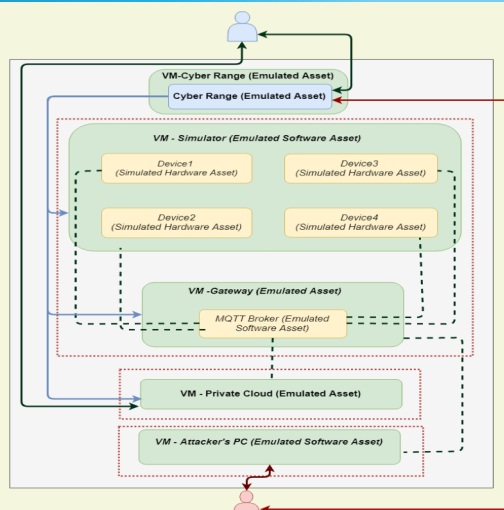 VM-Cyber Range (Emulated Asset)
Cyber Range (Emulated Asset)
VM - Simulator (Emulated Software Asset)
Device1
(Simulated Hardware Asset)
Device3
(Simulated Hardware Asset)
Device2
(Simulated Hardware Asset)
Device4
(Simulated Hardware Asset)
VM -Gateway (Emulated Asset)
MQTT Broker (Emulated
Software Asset)
VM - Private Cloud (Emulated Asset)
VM - Attacker's PC (Emulated Software Asset)